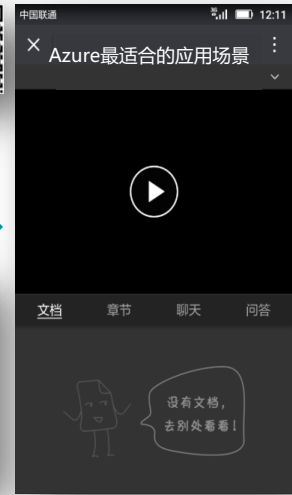 中国联通 12:11
Azure最适合的应用场景
文档 章节 聊天 问答
没有文档，
去别处看看！